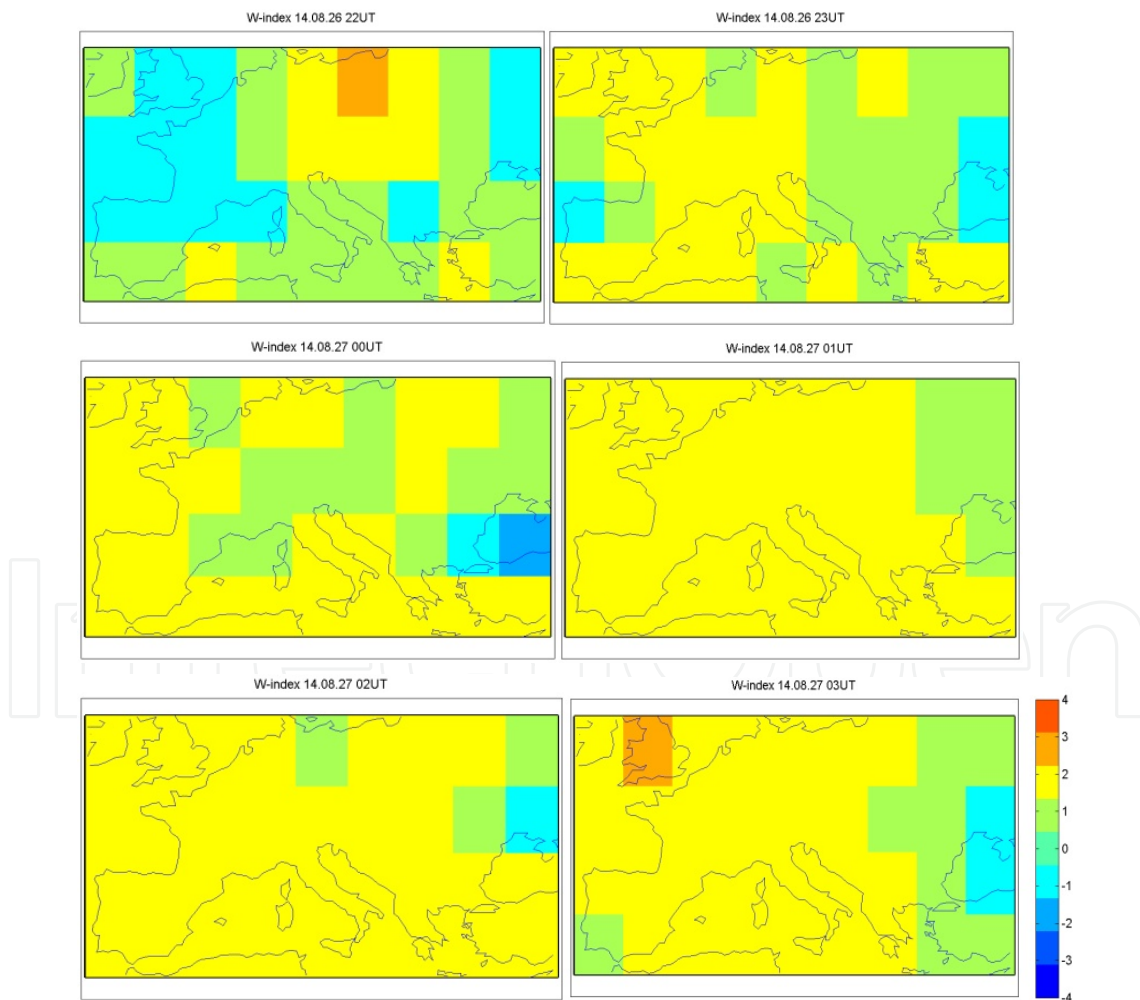 W-index 14.08.26 22UT
W-index 14.08.26 23UT
W-index 14.08.27 00UT
W-index 14.08.27 01UT
W-index 14.08.27 02UT
W-index 14.08.27 03UT
4
3
2
1
0
-1
-2
-3
-4